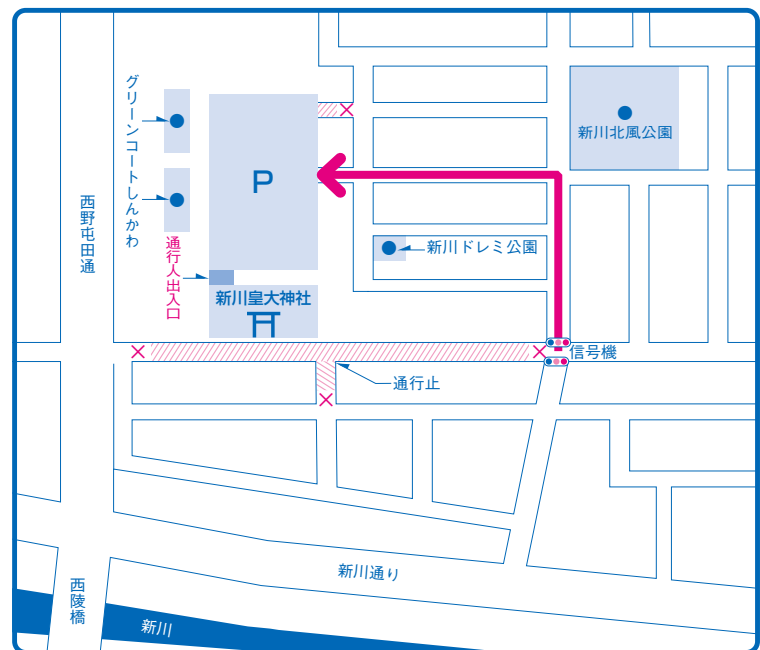 グリーンコートしんかわ
西野屯田通
P
新川北風公園
新川ドレミ公園
通行人出入口
新川皇大神社
信号機
通行止
新川通り
西陵橋
新川